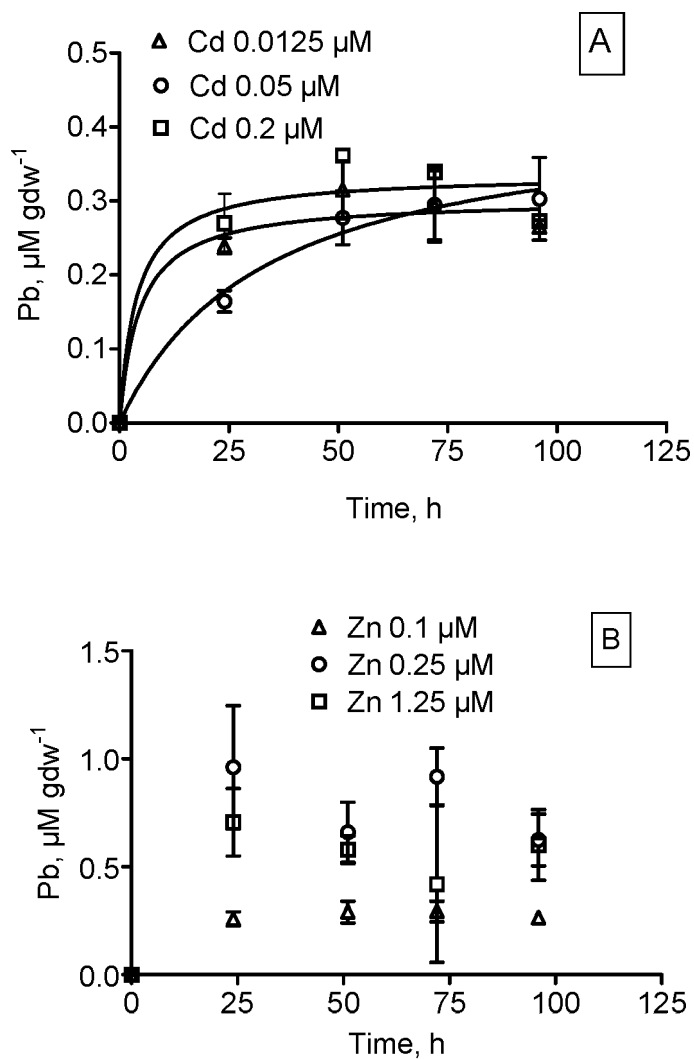 A
Cd 0.0125 µM
Cd 0.05 µM
Cd 0.2 µM
0.5
0.4
0.3
0.2
0.1
0.0
Pb, µM gdw⁻¹
0 25 50 75 100 125
Time, h
B
Zn 0.1 µM
Zn 0.25 µM
Zn 1.25 µM
1.5
1.0
0.5
0.0
Pb, µM gdw⁻¹
0 25 50 75 100 125
Time, h